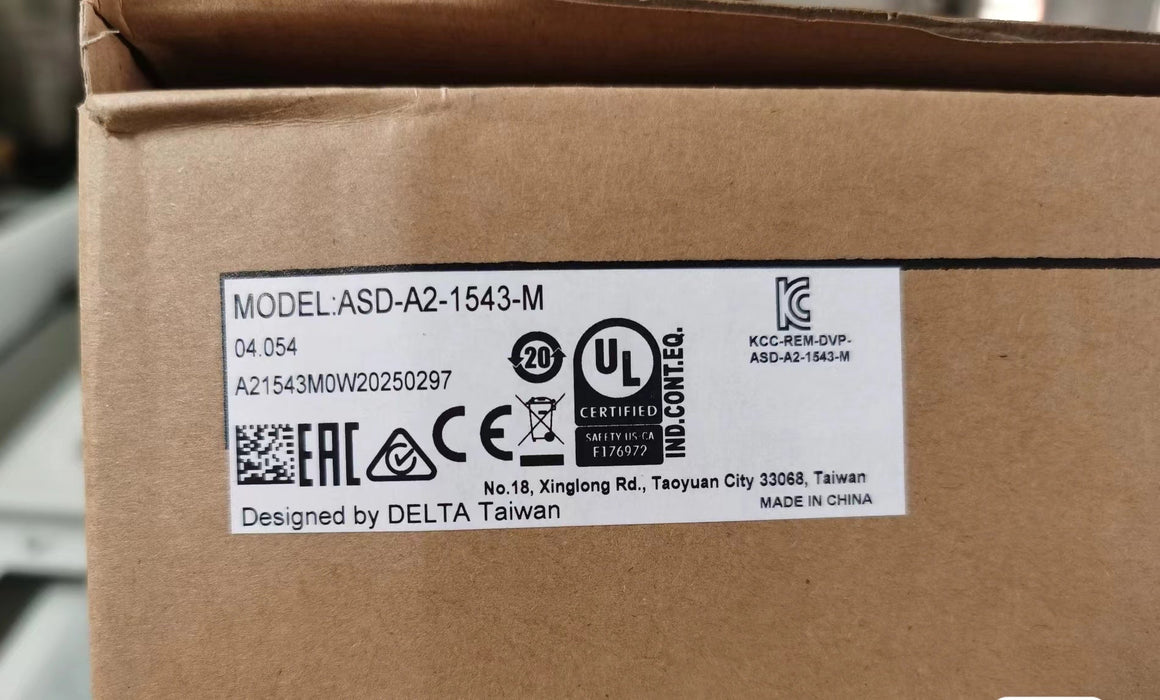 MODEL:ASD-A2-1543-M
04.054
A21543M0W20250297
KC
KCC-REM-DVP-
ASD-A2-1543-M
20
UL
CERTIFIED
SAFETY US-CA
E176972
IND.CONT.EQ.
EAC
CE
No.18, Xinglong Rd., Taoyuan City 33068, Taiwan
MADE IN CHINA
Designed by DELTA Taiwan